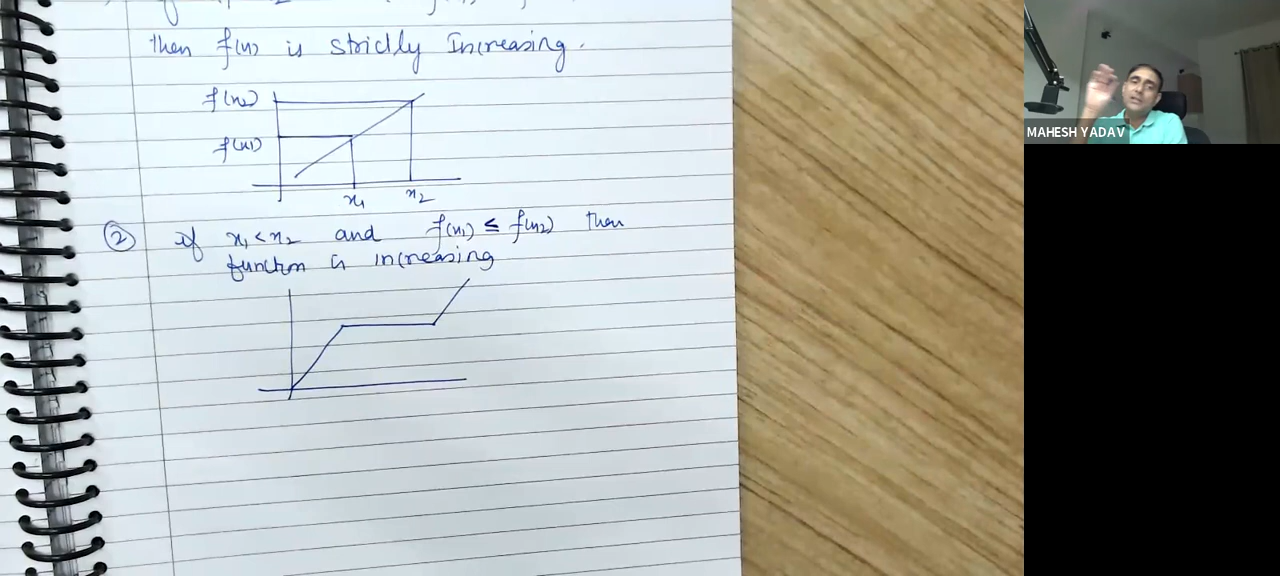 then f(x) is strictly Increasing.
f(x2)
f(x1)
x1
x2
② if x1 < x2 and f(x1) ≤ f(x2) then
function is increasing
MAHESH YADAV